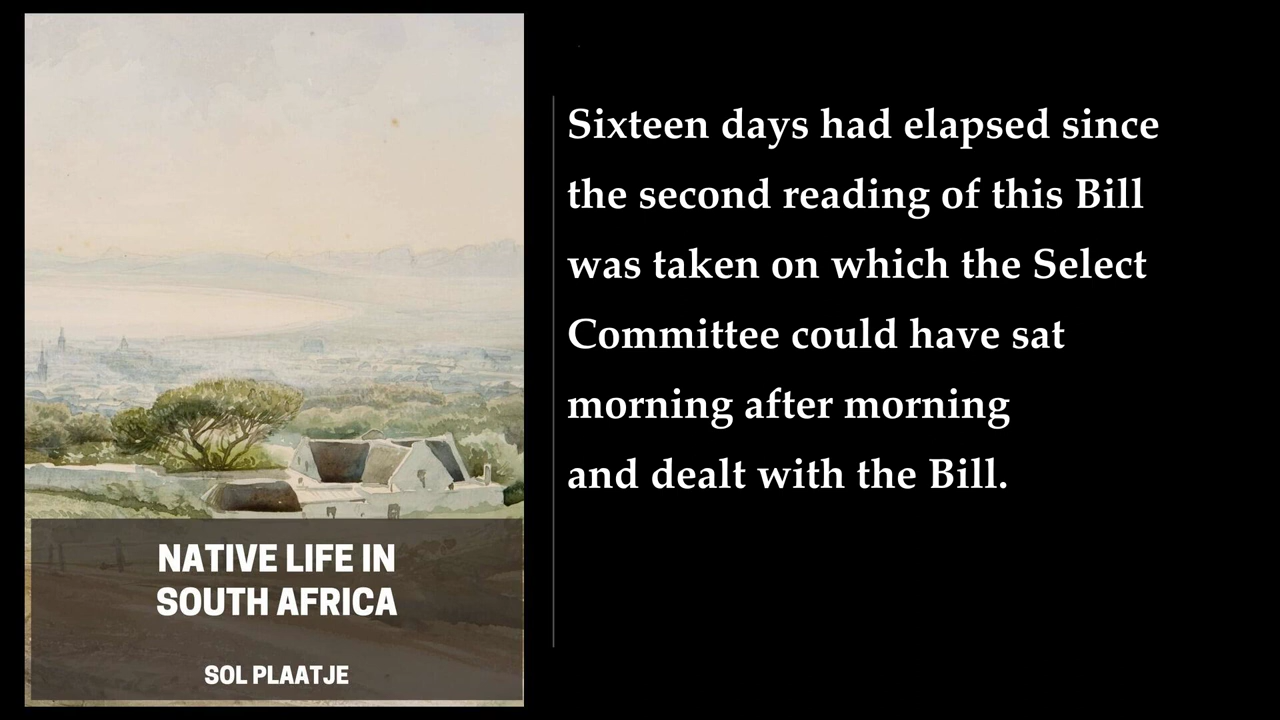 NATIVE LIFE IN
SOUTH AFRICA
SOL PLAATJE
Sixteen days had elapsed since
the second reading of this Bill
was taken on which the Select
Committee could have sat
morning after morning
and dealt with the Bill.